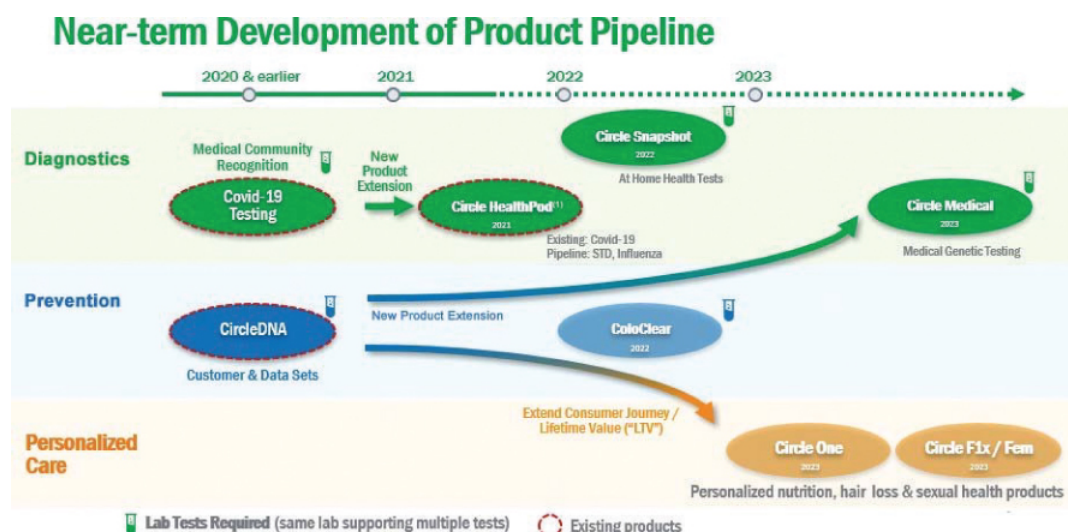 Near-term Development of Product Pipeline
2020 & earlier
2021
2022
2023
Diagnostics
Medical Community
Recognition
Covid-19
Testing
New
Product
Extension
Circle HealthPod(1)
2021
Existing: Covid-19
Pipeline: STD, Influenza
Circle Snapshot
2022
At Home Health Tests
Circle Medical
2023
Medical Genetic Testing
Prevention
CircleDNA
Customer & Data Sets
New Product Extension
ColoClear
2022
Personalized
Care
Extend Consumer Journey /
Lifetime Value ("LTV")
Circle One
2023
Circle F1x / Fem
2023
Personalized nutrition, hair loss & sexual health products
Lab Tests Required (same lab supporting multiple tests)
Existing products